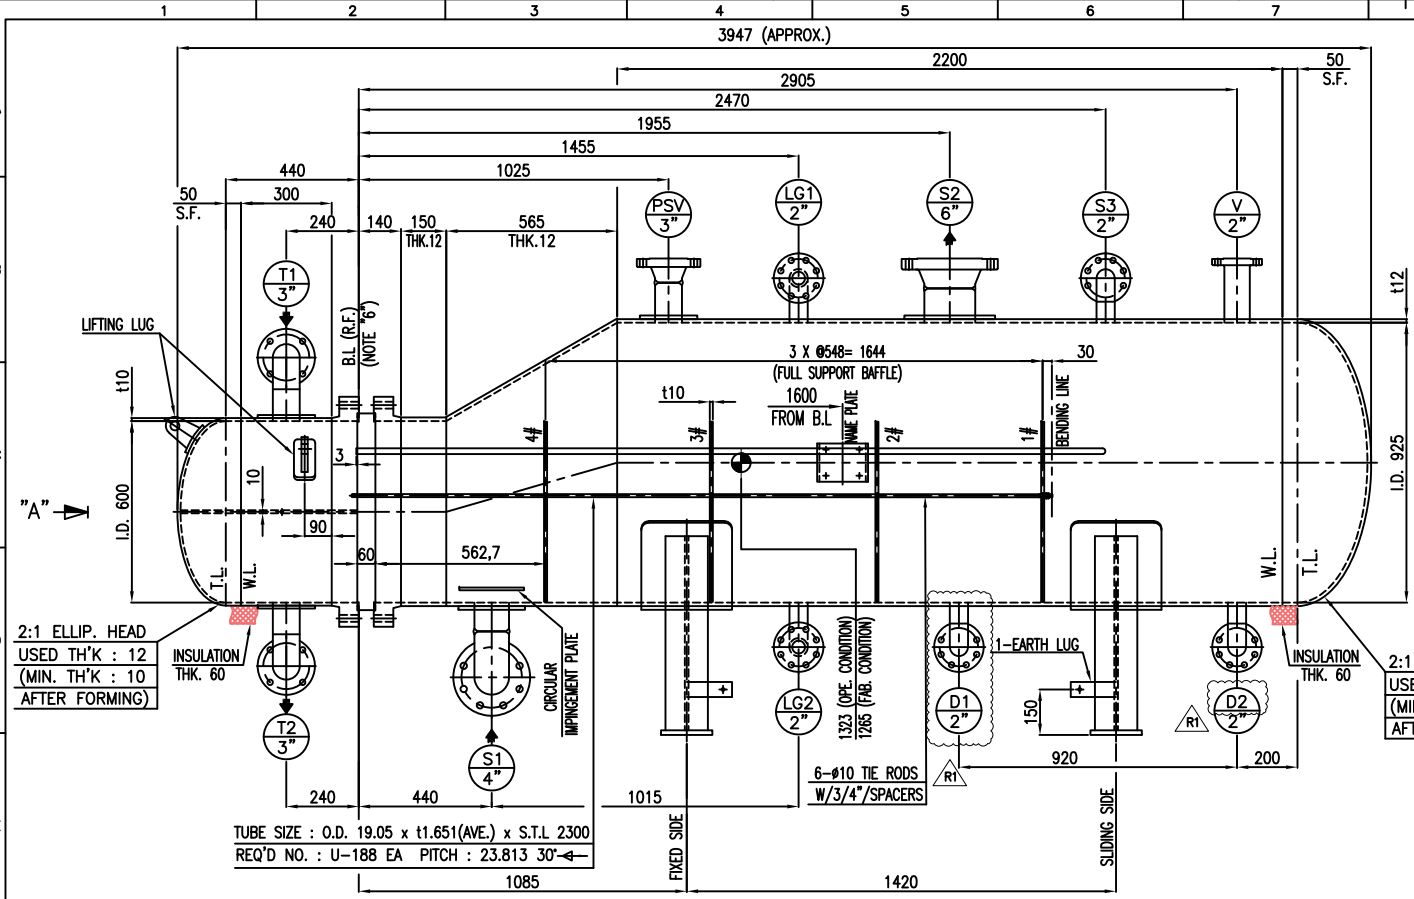 1 2 3 4 5 6 7
3947 (APPROX.)
2200 50
S.F.
2905
2470
1955
1455
440 1025
50 300
S.F.
240 140 150 565
THK.12 THK.12
PSV
3"
LG1
2"
S2
6"
S3
2"
V
2"
T1
3"
t12
LIFTING LUG
B.L (R.F.)
(NOTE "6")
3 X @548= 1644 30
(FULL SUPPORT BAFFLE)
t10
t10
1600
FROM B.L
NAME PLATE
BENDING LINE
4# 3# 2# 1#
3
10
"A"
I.D. 600
I.D. 925
90
60 562,7
T.L. W.L.
W.L. T.L.
2:1 ELLIP. HEAD
USED TH'K : 12
(MIN. TH'K : 10
AFTER FORMING)
INSULATION
THK. 60
CIRCULAR
IMPINGEMENT PLATE
1323 (OPE. CONDITION)
1265 (FAB. CONDITION)
1-EARTH LUG
150
INSULATION
THK. 60
2:1
USE
(MI
AFT
T2
3"
S1
4"
LG2
2"
D1
2"
D2
2"
R1
R1
920 200
6-ø10 TIE RODS
W/3/4"/SPACERS
240 440 1015
TUBE SIZE : O.D. 19.05 x t1.651(AVE.) x S.T.L 2300
REQ'D NO. : U-188 EA PITCH : 23.813 30°
FIXED SIDE
SLIDING SIDE
1085 1420